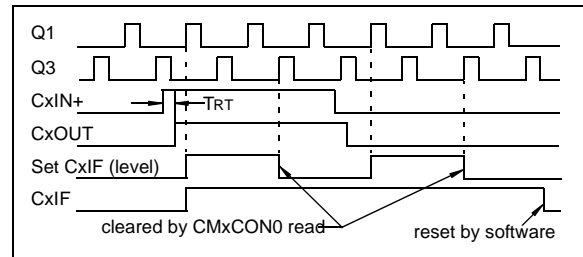 Q1
Q3
CxIN+
TRT
CxOUT
Set CxIF (level)
CxIF
cleared by CMxCON0 read
reset by software